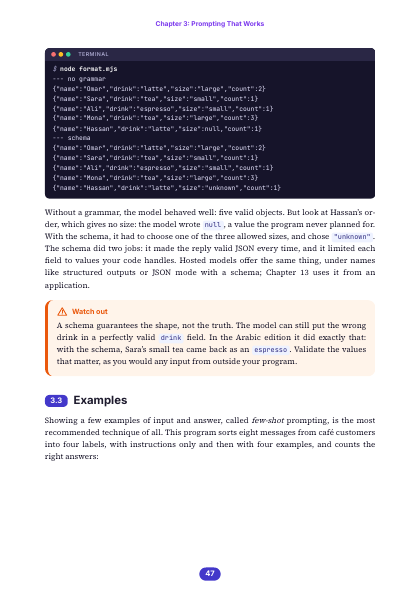 Chapter 3: Prompting That Works
TERMINAL
$ node format.mjs
--- no grammar
{"name":"Omar","drink":"latte","size":"large","count":2}
{"name":"Sara","drink":"tea","size":"small","count":1}
{"name":"Ali","drink":"espresso","size":"small","count":1}
{"name":"Mona","drink":"tea","size":"large","count":3}
{"name":"Hassan","drink":"latte","size":null,"count":1}
--- schema
{"name":"Omar","drink":"latte","size":"large","count":2}
{"name":"Sara","drink":"tea","size":"small","count":1}
{"name":"Ali","drink":"espresso","size":"small","count":1}
{"name":"Mona","drink":"tea","size":"large","count":3}
{"name":"Hassan","drink":"latte","size":"unknown","count":1}
Without a grammar, the model behaved well: five valid objects. But look at Hassan's or-
der, which gives no size: the model wrote null, a value the program never planned for.
With the schema, it had to choose one of the three allowed sizes, and chose "unknown".
The schema did two jobs: it made the reply valid JSON every time, and it limited each
field to values your code handles. Hosted models offer the same thing, under names
like structured outputs or JSON mode with a schema; Chapter 13 uses it from an
application.
Watch out
A schema guarantees the shape, not the truth. The model can still put the wrong
drink in a perfectly valid drink field. In the Arabic edition it did exactly that:
with the schema, Sara's small tea came back as an espresso. Validate the values
that matter, as you would any input from outside your program.
3.3 Examples
Showing a few examples of input and answer, called few-shot prompting, is the most
recommended technique of all. This program sorts eight messages from café customers
into four labels, with instructions only and then with four examples, and counts the
right answers:
47